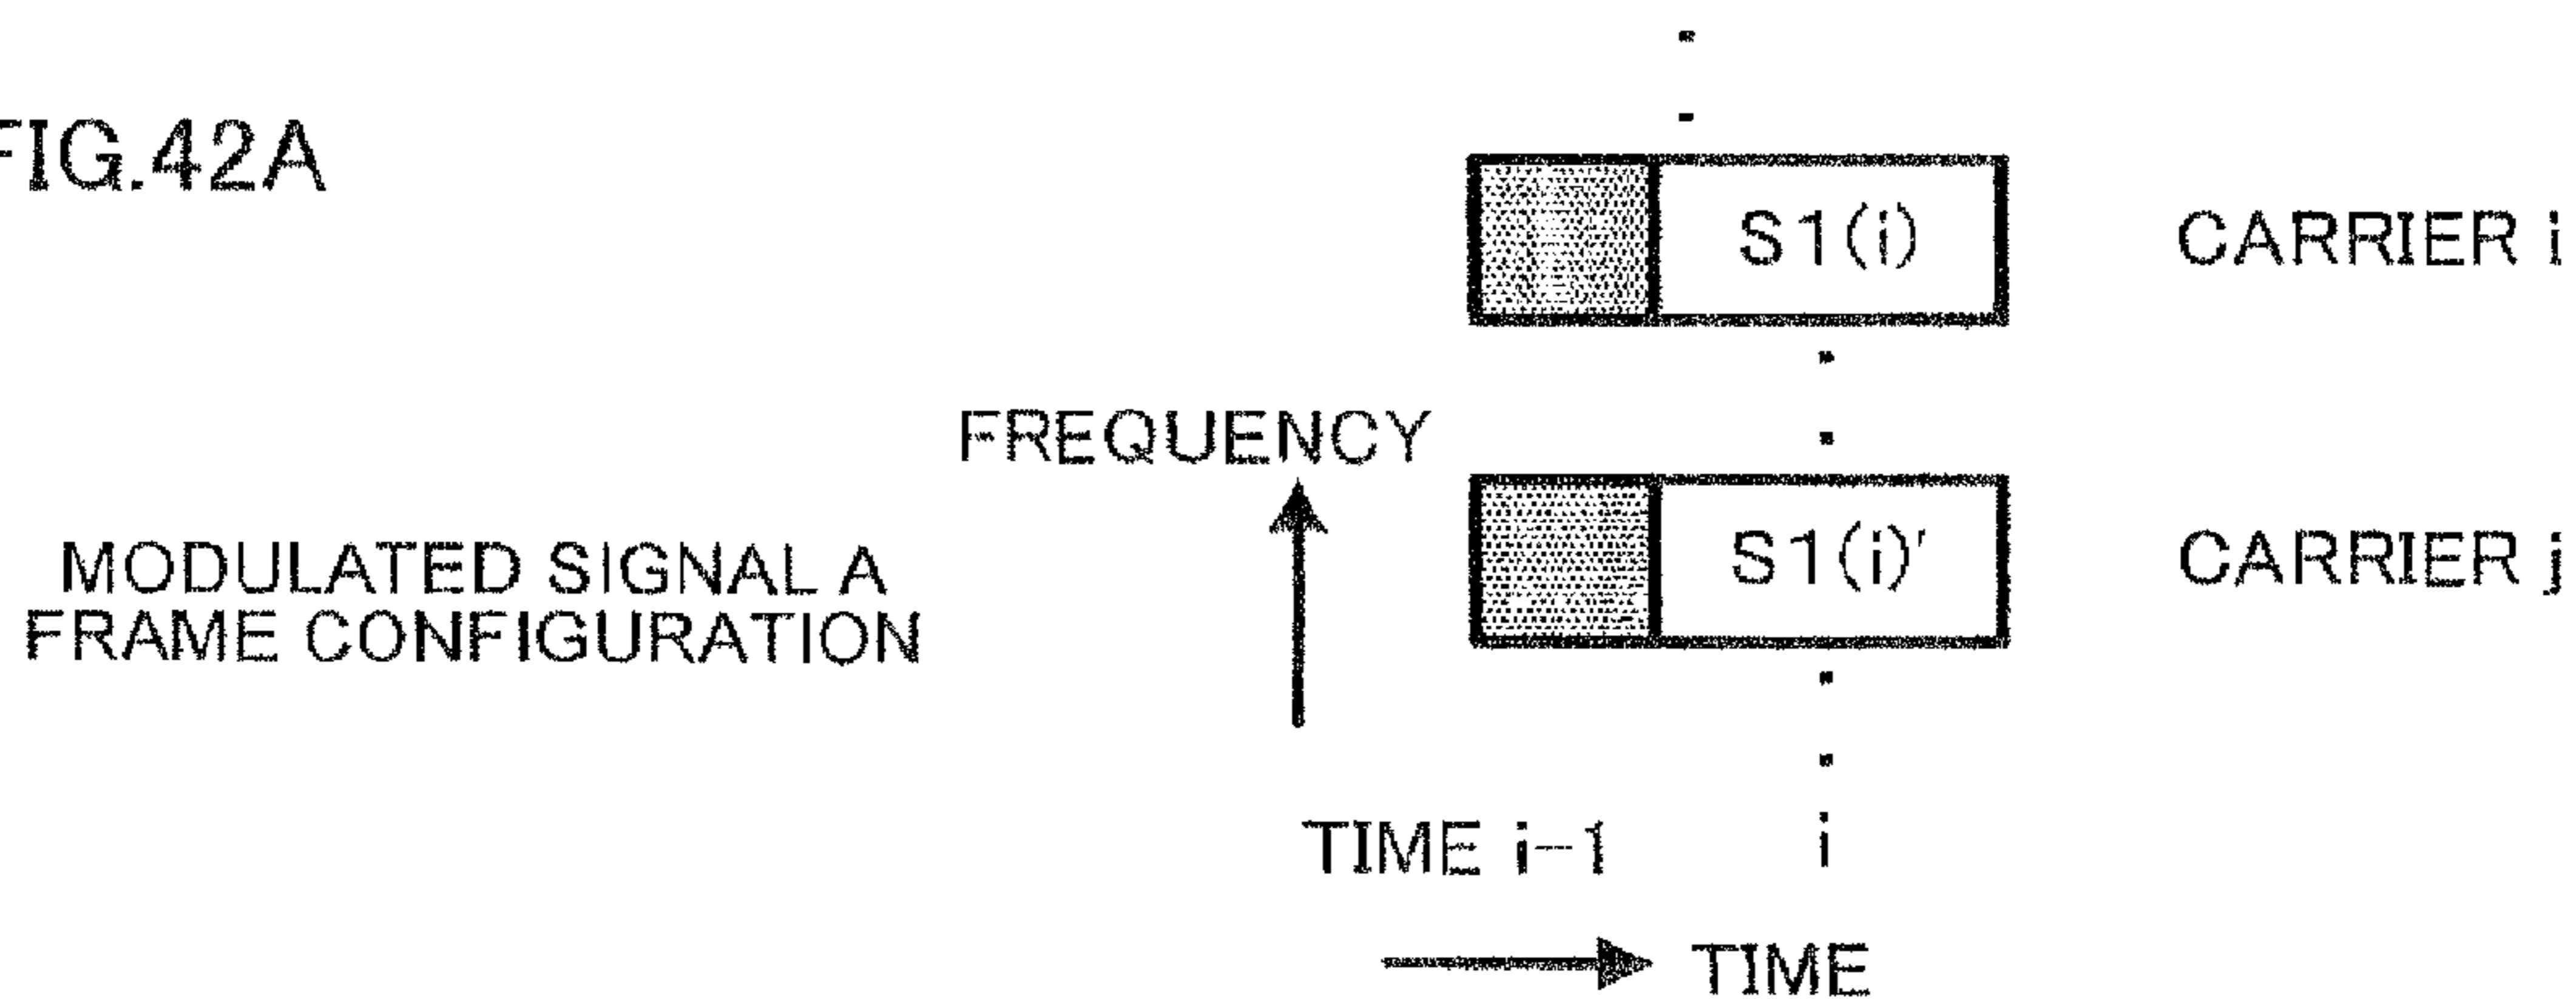 FIG.42A
S1(i)
CARRIER i
FREQUENCY
S1(i)'
CARRIER j
MODULATED SIGNAL A
FRAME CONFIGURATION
TIME i-1
i
TIME